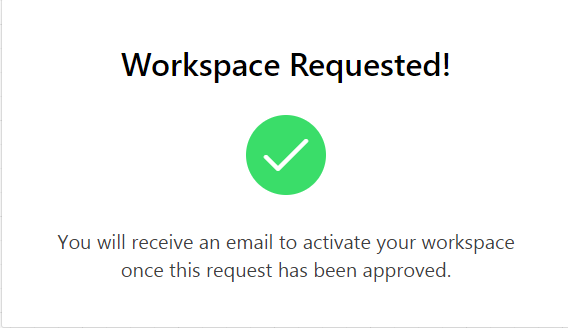 Workspace Requested!
You will receive an email to activate your workspace
once this request has been approved.